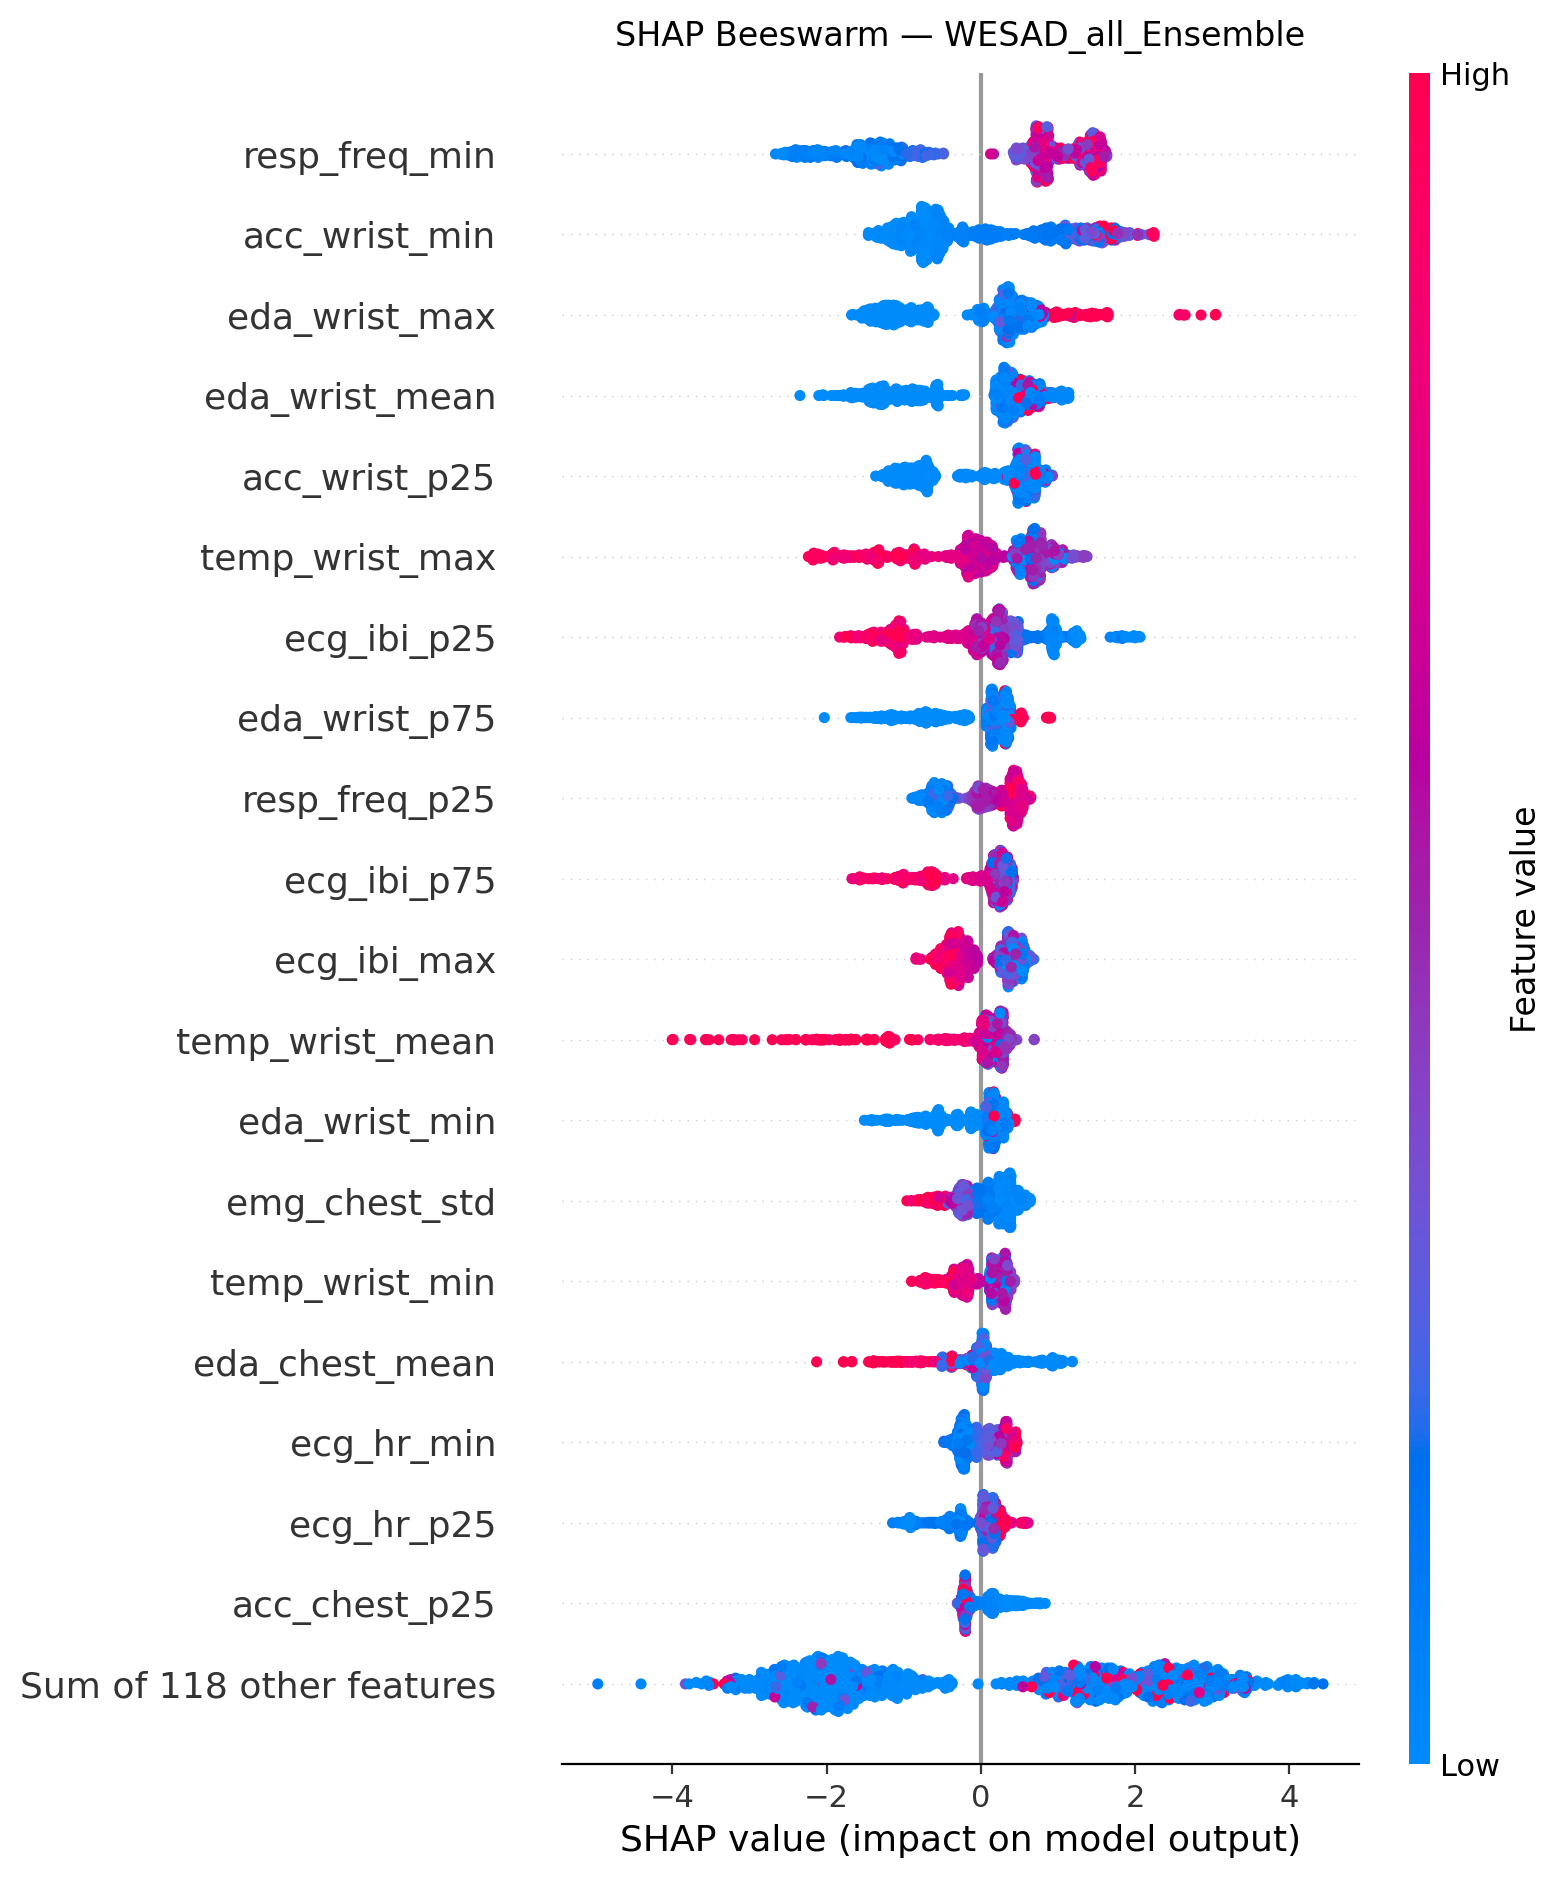 SHAP Beeswarm — WESAD_all_Ensemble
High
resp_freq_min
acc_wrist_min
eda_wrist_max
eda_wrist_mean
acc_wrist_p25
temp_wrist_max
ecg_ibi_p25
eda_wrist_p75
resp_freq_p25
ecg_ibi_p75
ecg_ibi_max
temp_wrist_mean
eda_wrist_min
emg_chest_std
temp_wrist_min
eda_chest_mean
ecg_hr_min
ecg_hr_p25
acc_chest_p25
Sum of 118 other features
Feature value
Low
−4 −2 0 2 4
SHAP value (impact on model output)